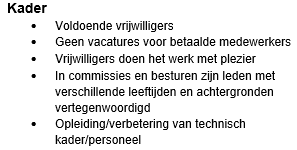 Kader
• Voldoende vrijwilligers
• Geen vacatures voor betaalde medewerkers
• Vrijwilligers doen het werk met plezier
• In commissies en besturen zijn leden met
verschillende leeftijden en achtergronden
vertegenwoordigd
• Opleiding/verbetering van technisch
kader/personeel